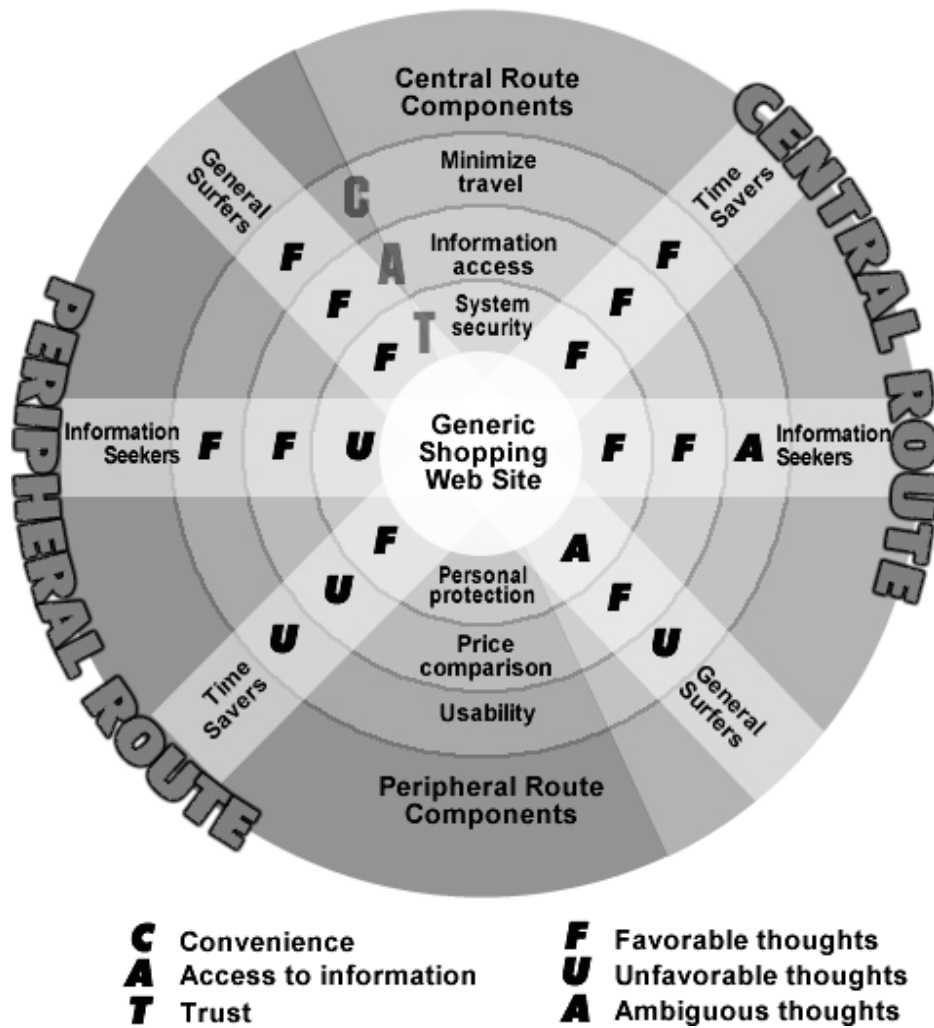 Central Route
Components
CENTRAL ROUTE
General
Surfers
Minimize
travel
Time
Savers
C
F
A
Information
access
F
F
F
T
System
security
F
F
PERIPHERAL ROUTE
Information
Seekers
F
F
U
Generic
Shopping
Web Site
F
F
A
Information
Seekers
F
Personal
protection
A
U
F
U
Price
comparison
U
Time
Savers
Usability
General
Surfers
Peripheral Route
Components
C Convenience
A Access to information
T Trust
F Favorable thoughts
U Unfavorable thoughts
A Ambiguous thoughts